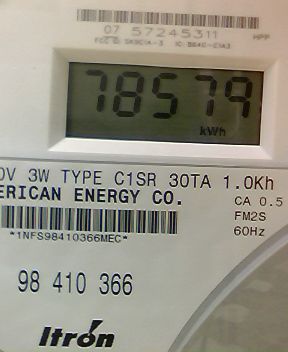 07 57245311 MPP
78579
kWh
0V 3W TYPE C1SR 30TA 1.0Kh
ERICAN ENERGY CO.
CA 0.5
FM2S
60Hz
*1NFS98410366MEC*
98 410 366
Itron